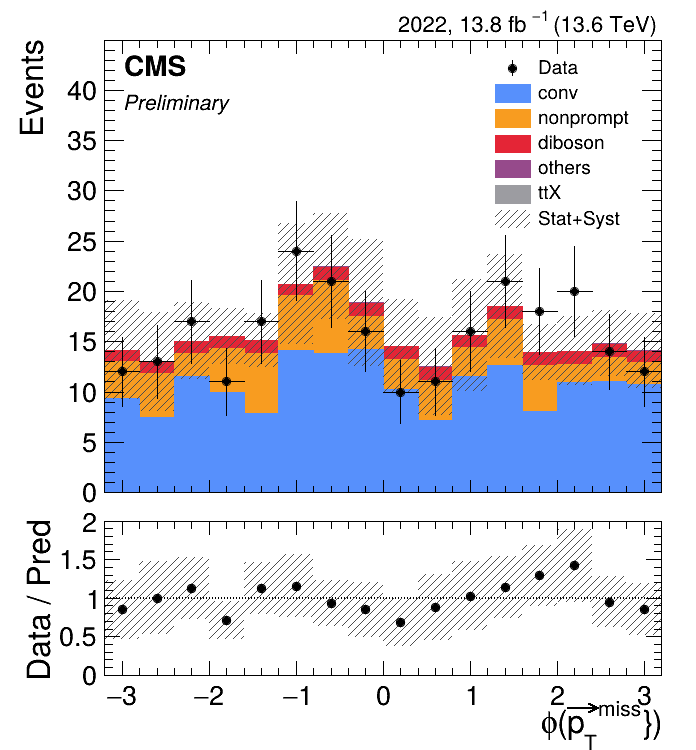 2022, 13.8 fb⁻¹ (13.6 TeV)
CMS
Preliminary
Events
Data
conv
nonprompt
diboson
others
ttX
Stat+Syst
40
35
30
25
20
15
10
5
0
Data / Pred
2
1.5
1
0.5
0
−3 −2 −1 0 1 2 3
ϕ(p⃗_T^miss})